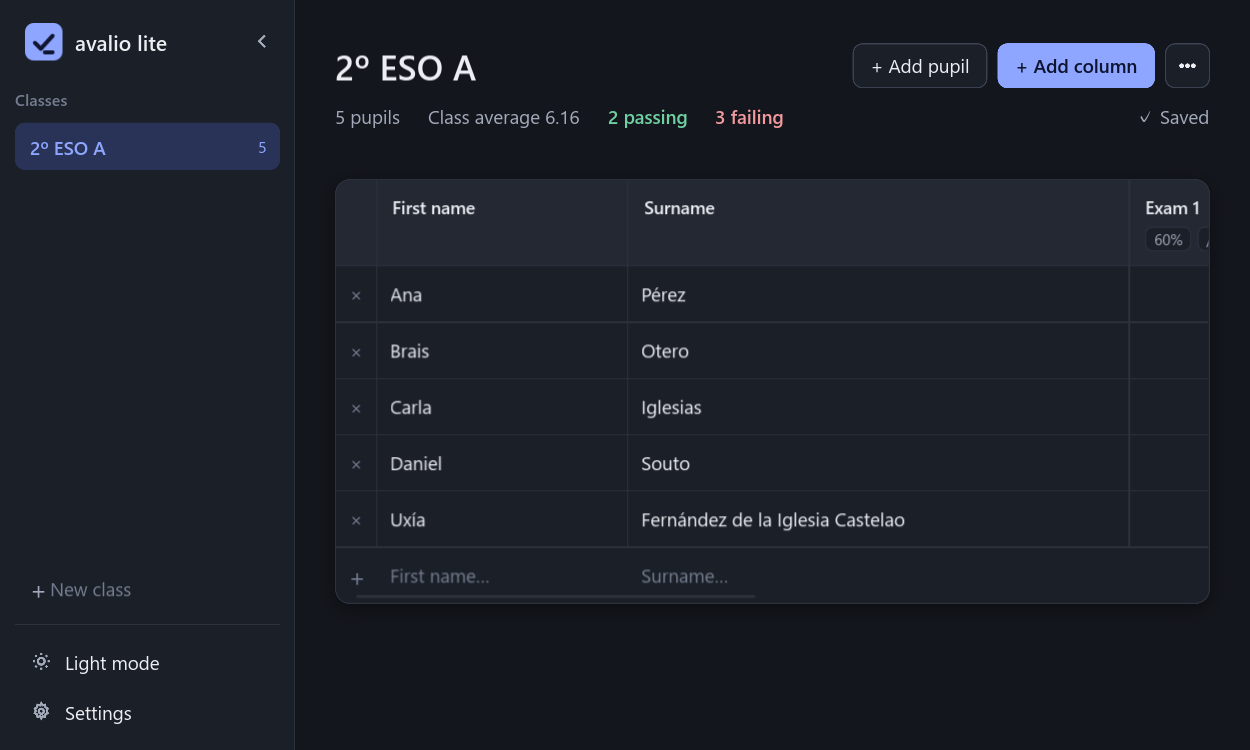 avalio lite
Classes
2º ESO A 5
+ New class
Light mode
Settings
2º ESO A
+ Add pupil
+ Add column
•••
5 pupils Class average 6.16 2 passing 3 failing
✓ Saved
First name Surname Exam 1
60%
× Ana Pérez
× Brais Otero
× Carla Iglesias
× Daniel Souto
× Uxía Fernández de la Iglesia Castelao
+ First name... Surname...